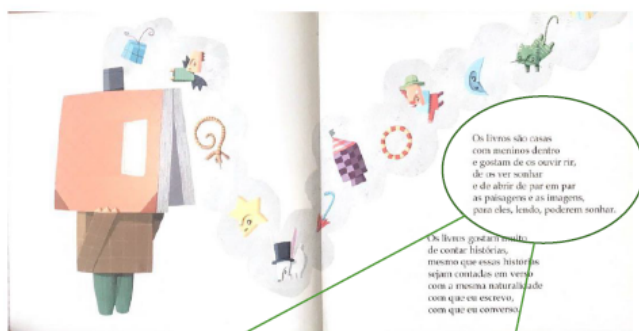 Os livros são casas
com meninos dentro
e gostam de os ouvir rir,
de os ver sonhar
e de abrir de par em par
as paisagens e as imagens,
para eles, lendo, poderem sonhar.
Os livros gostam muito
de contar histórias,
mesmo que essas histórias
sejam contadas em verso
com a mesma naturalidade
com que eu escrevo,
com que eu converso.